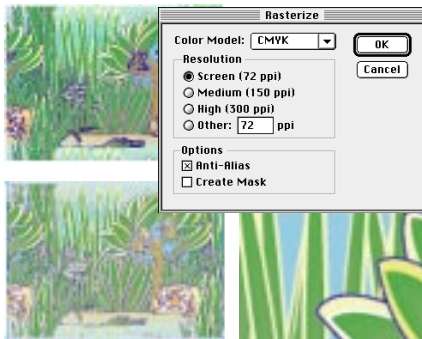 Rasterize
Color Model: CMYK
OK
Cancel
Resolution
Screen (72 ppi)
Medium (150 ppi)
High (300 ppi)
Other: 72 ppi
Options
Anti-Alias
Create Mask